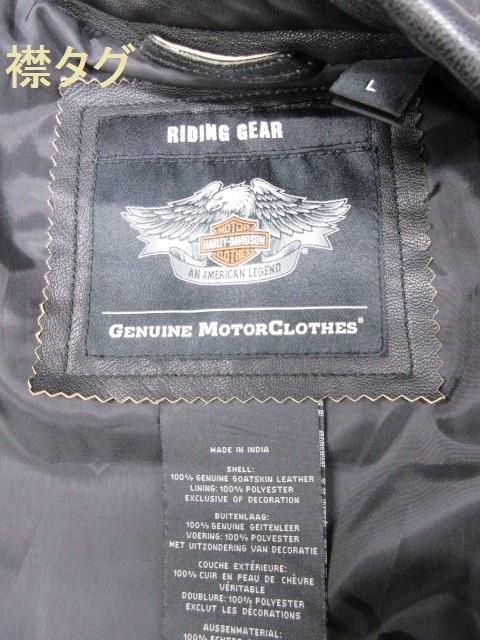 襟タグ
L
RIDING GEAR
MOTOR
HARLEY-DAVIDSON
CLOTHES
AN AMERICAN LEGEND
GENUINE MOTORCLOTHES®
MADE IN INDIA
SHELL:
100% GENUINE GOATSKIN LEATHER
LINING: 100% POLYESTER
EXCLUSIVE OF DECORATION
BUITENLAAG:
100% GENUINE GEITENLEER
VOERING: 100% POLYESTER
MET UITZONDERING VAN DECORATIE
COUCHE EXTÉRIEURE:
100% CUIR EN PEAU DE CHÈVRE
VÉRITABLE
DOUBLURE: 100% POLYESTER
EXCLUT LES DÉCORATIONS
AUSSENMATERIAL: